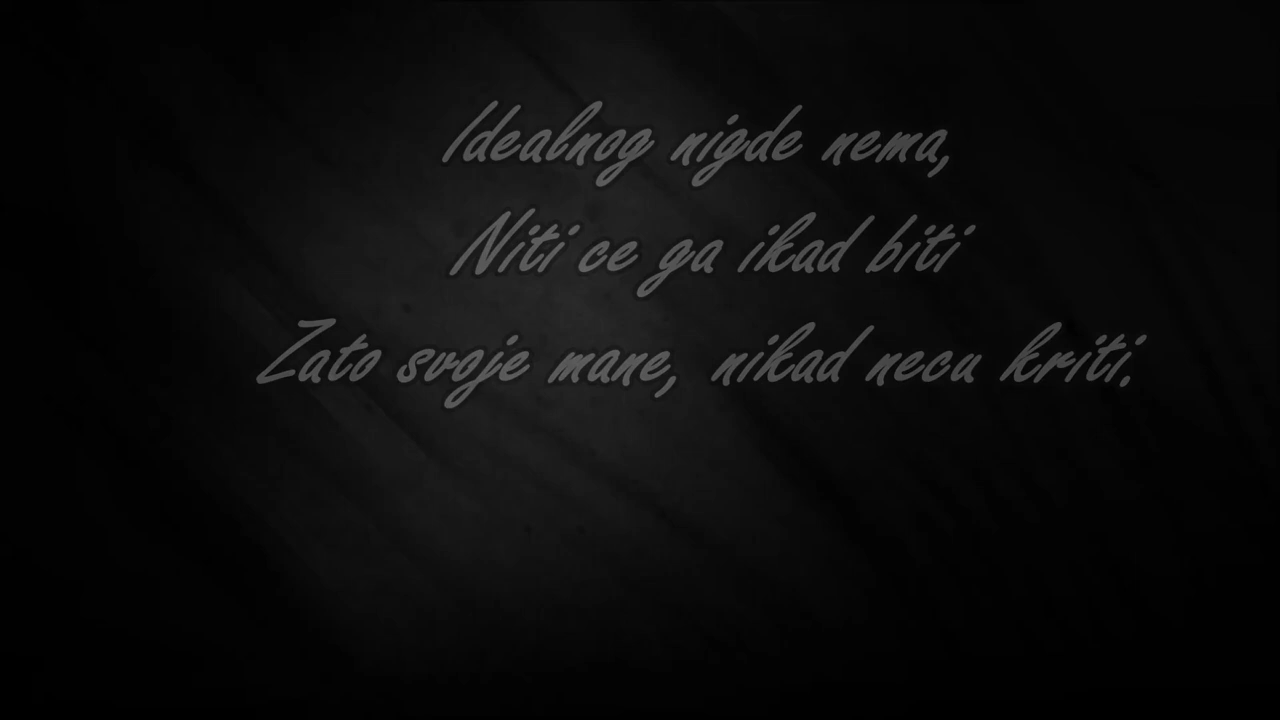 Idealnog nigde nema,
Niti ce ga ikad biti
Zato svoje mane, nikad necu kriti.